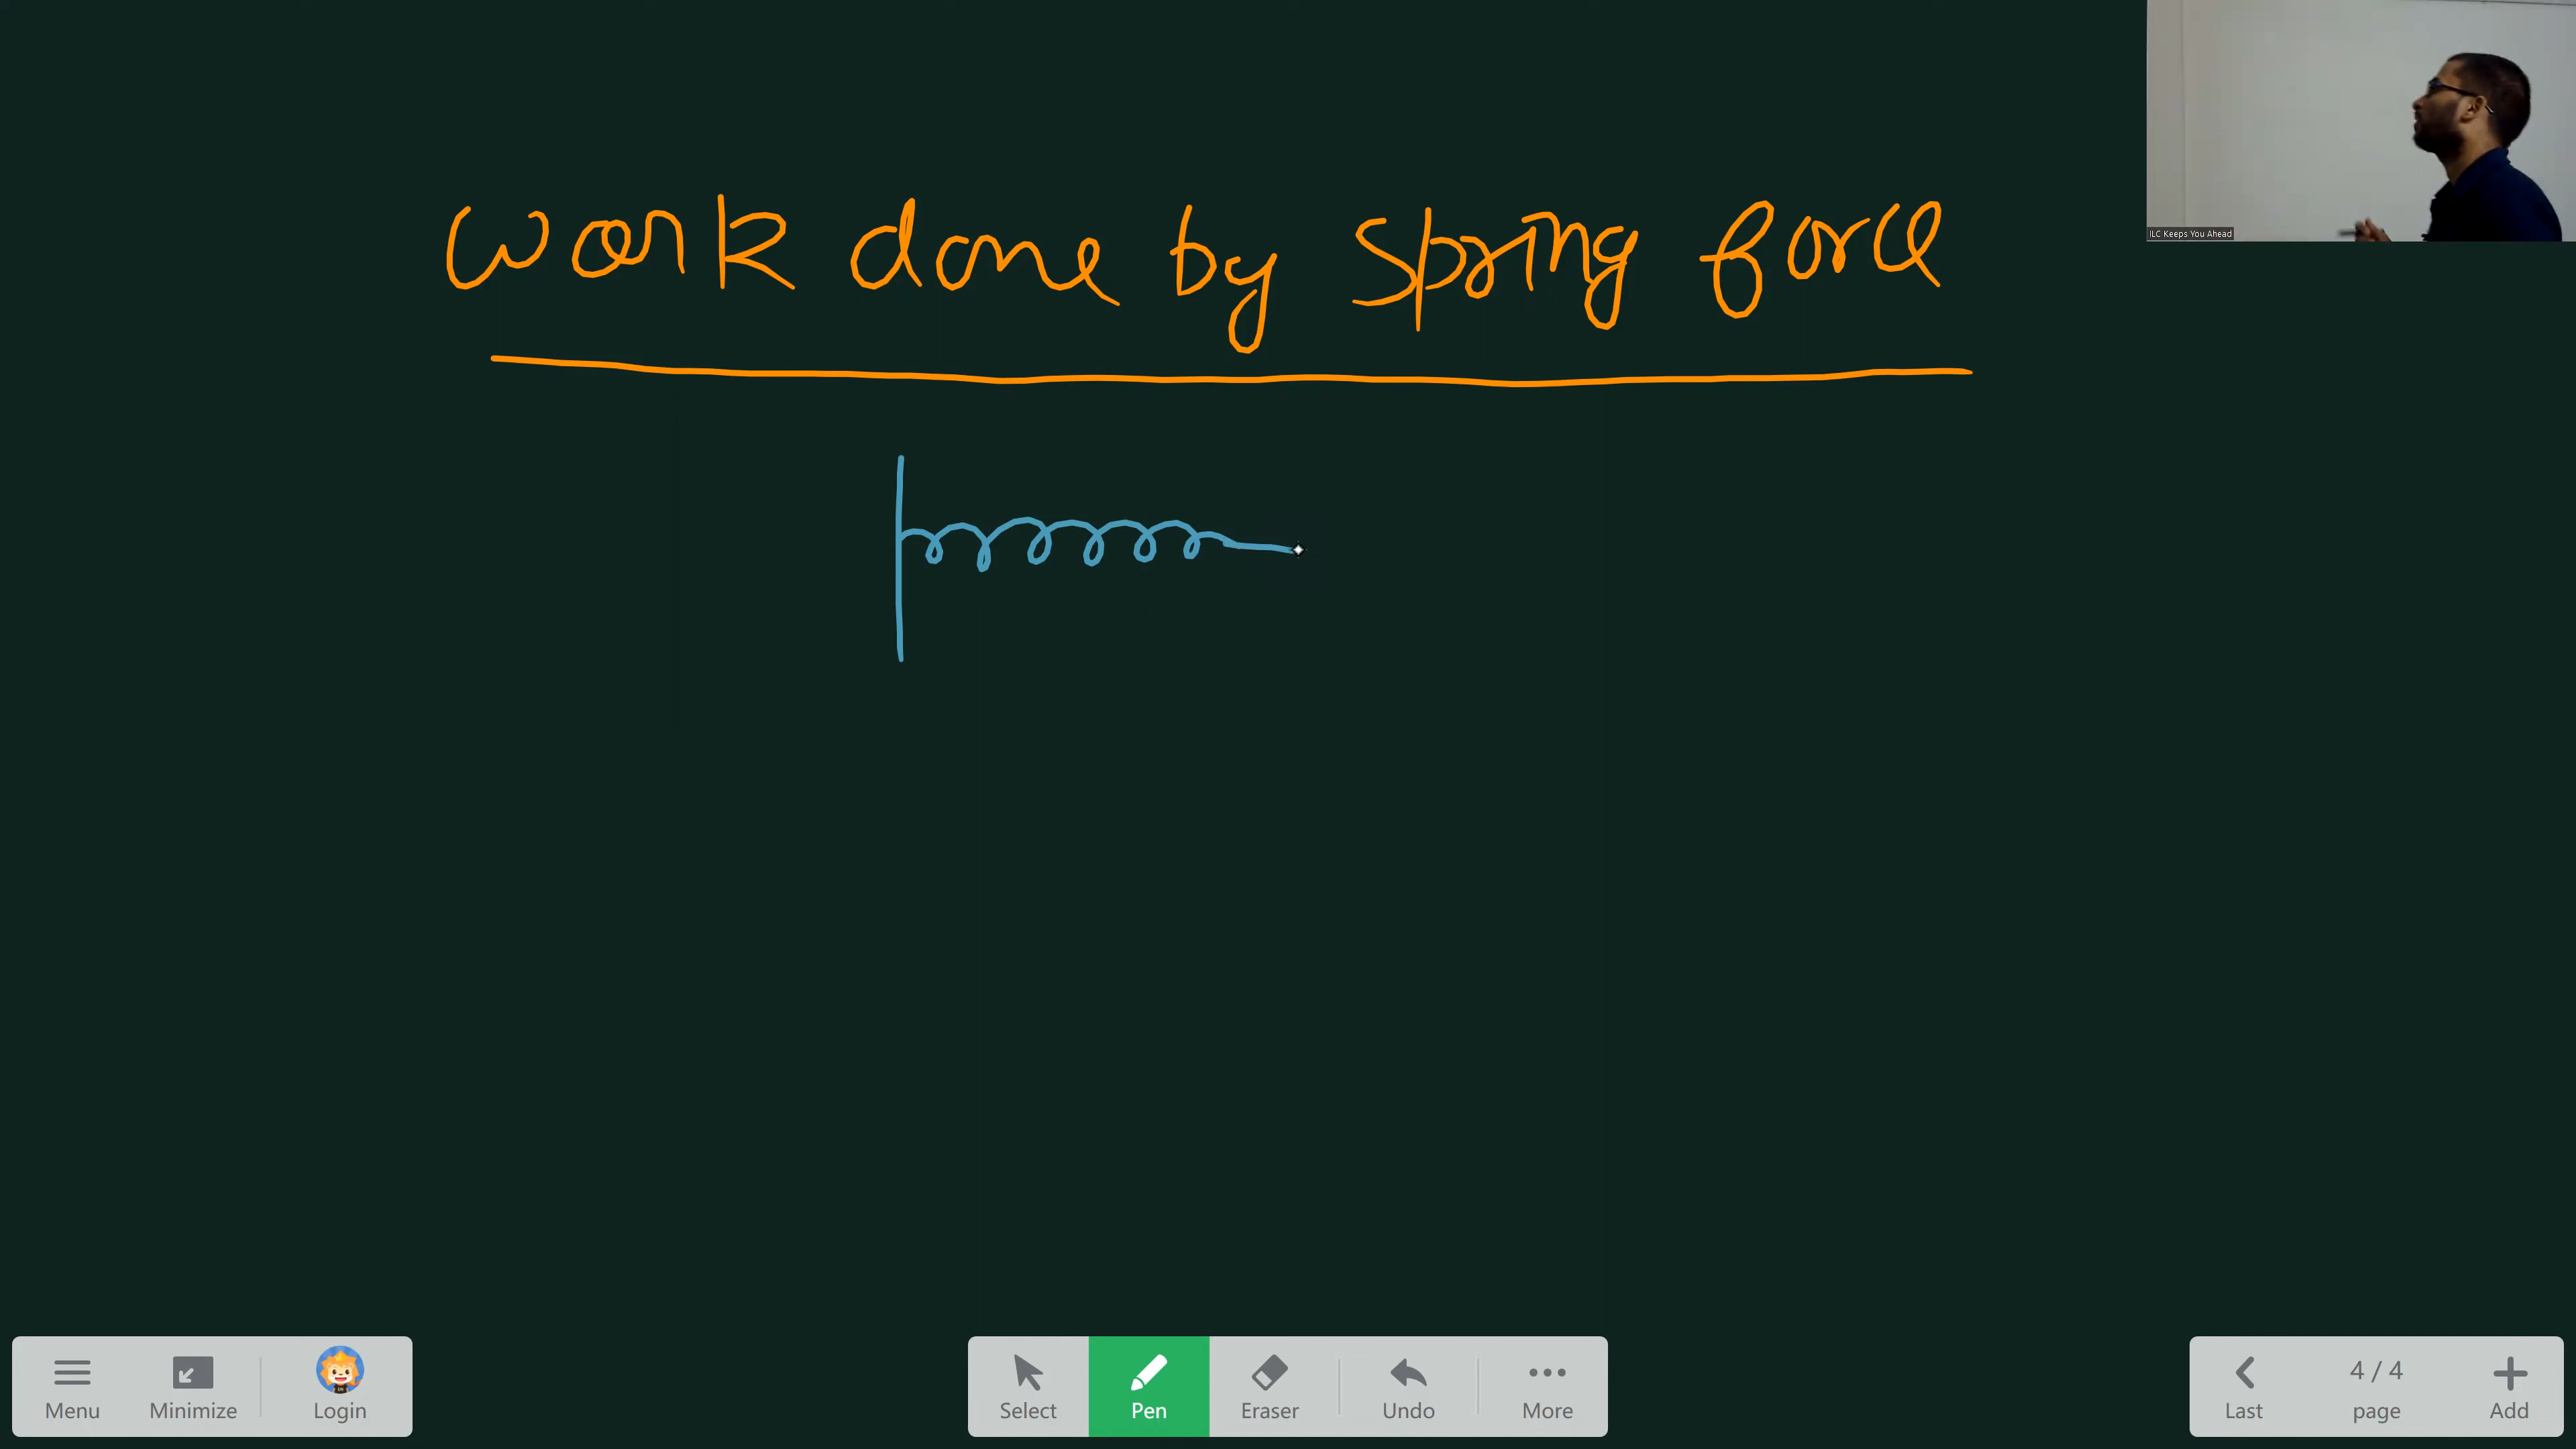 Work done by spring force
ILC Keeps You Ahead
Menu
Minimize
Login
Select
Pen
Eraser
Undo
More
Last
4 / 4
page
Add